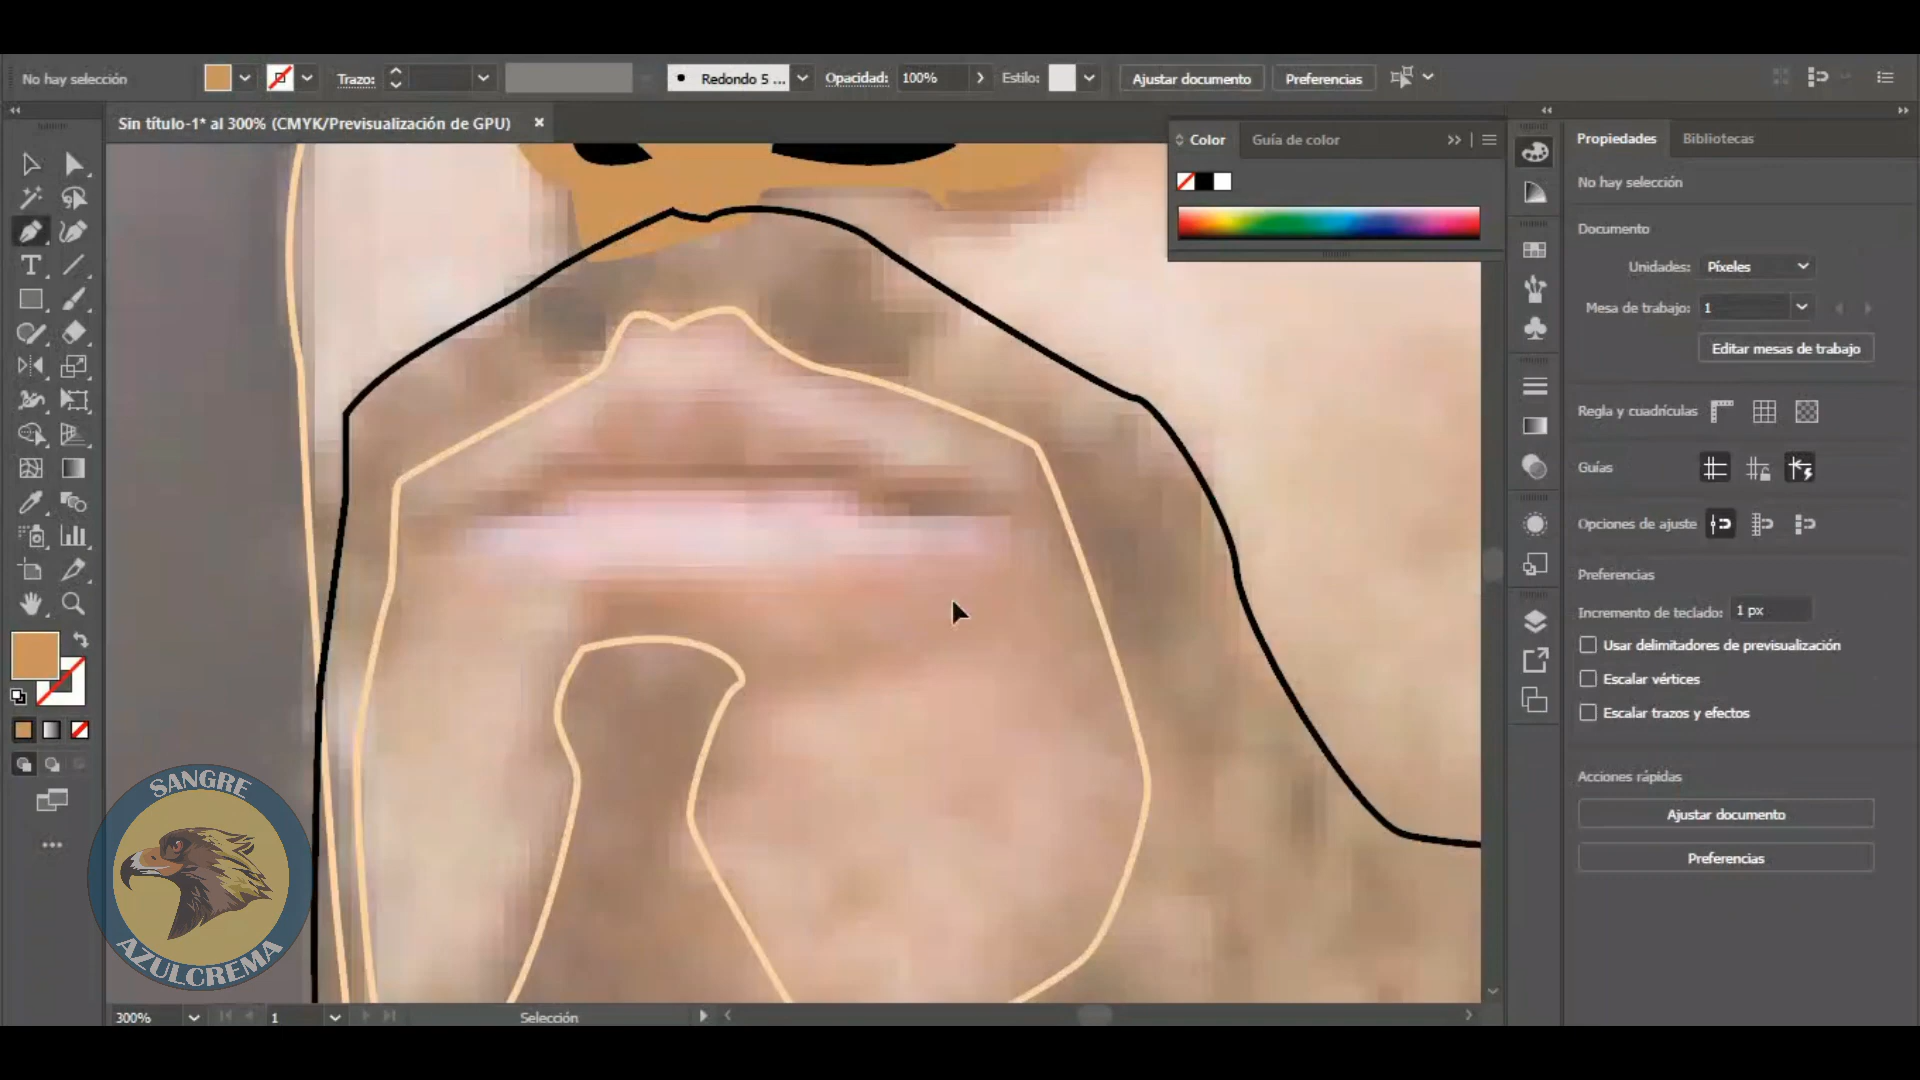 No hay selección
Trazo:
Redondo 5 ...
Opacidad:
100%
Estilo:
Ajustar documento
Preferencias
Sin título-1* al 300% (CMYK/Previsualización de GPU)
Color
Guía de color
Propiedades
Bibliotecas
No hay selección
Documento
Unidades:
Píxeles
Mesa de trabajo:
1
Editar mesas de trabajo
Regla y cuadrículas
Guías
Opciones de ajuste
Preferencias
Incremento de teclado:
1 px
Usar delimitadores de previsualización
Escalar vértices
Escalar trazos y efectos
Acciones rápidas
Ajustar documento
Preferencias
SANGRE
AZULCREMA
300%
1
Selección